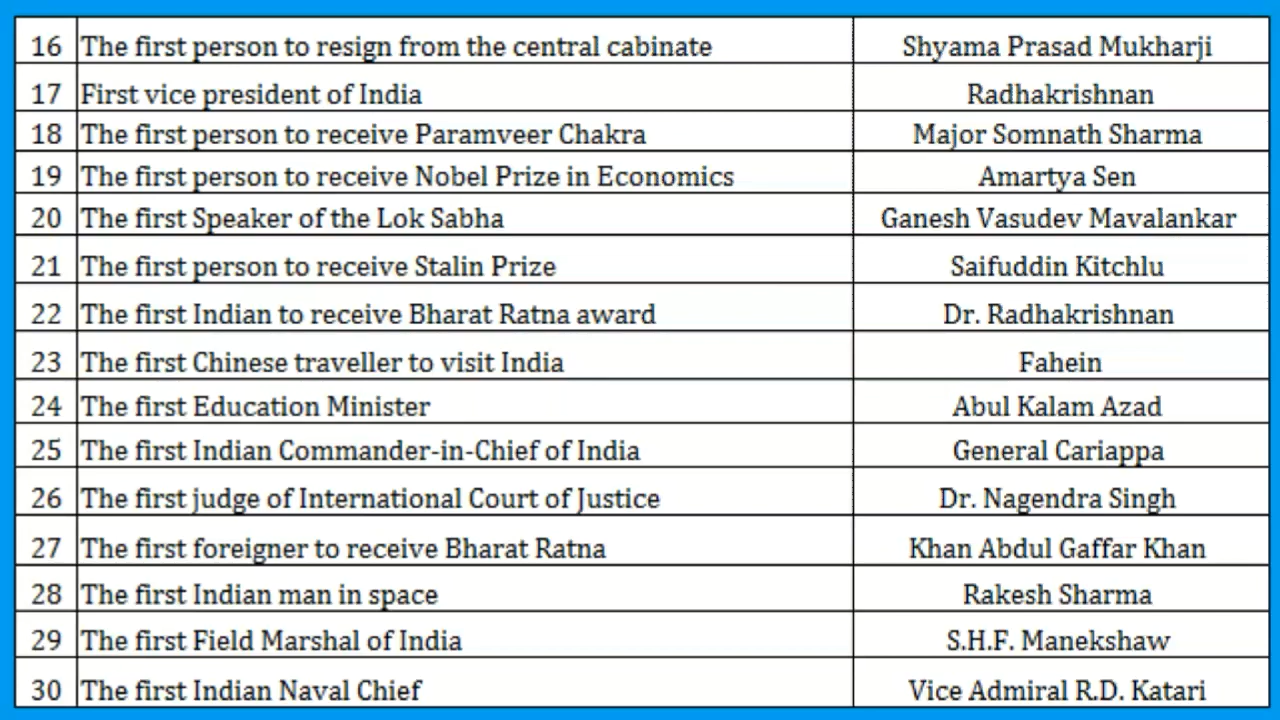 16 The first person to resign from the central cabinate Shyama Prasad Mukharji
17 First vice president of India Radhakrishnan
18 The first person to receive Paramveer Chakra Major Somnath Sharma
19 The first person to receive Nobel Prize in Economics Amartya Sen
20 The first Speaker of the Lok Sabha Ganesh Vasudev Mavalankar
21 The first person to receive Stalin Prize Saifuddin Kitchlu
22 The first Indian to receive Bharat Ratna award Dr. Radhakrishnan
23 The first Chinese traveller to visit India Fahein
24 The first Education Minister Abul Kalam Azad
25 The first Indian Commander-in-Chief of India General Cariappa
26 The first judge of International Court of Justice Dr. Nagendra Singh
27 The first foreigner to receive Bharat Ratna Khan Abdul Gaffar Khan
28 The first Indian man in space Rakesh Sharma
29 The first Field Marshal of India S.H.F. Manekshaw
30 The first Indian Naval Chief Vice Admiral R.D. Katari